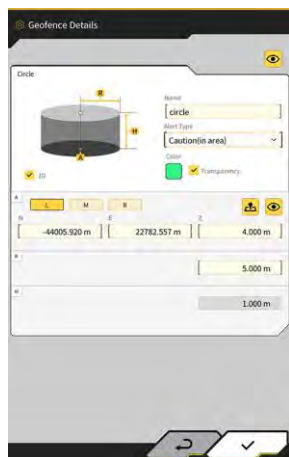 Geofence Details
Circle
R
H
A
2D
Name
circle
Alert Type
Caution(in area)
Color
Transparency
A
L M R
N E Z
-44005.920 m 22782.557 m 4.000 m
R
5.000 m
H
1.000 m